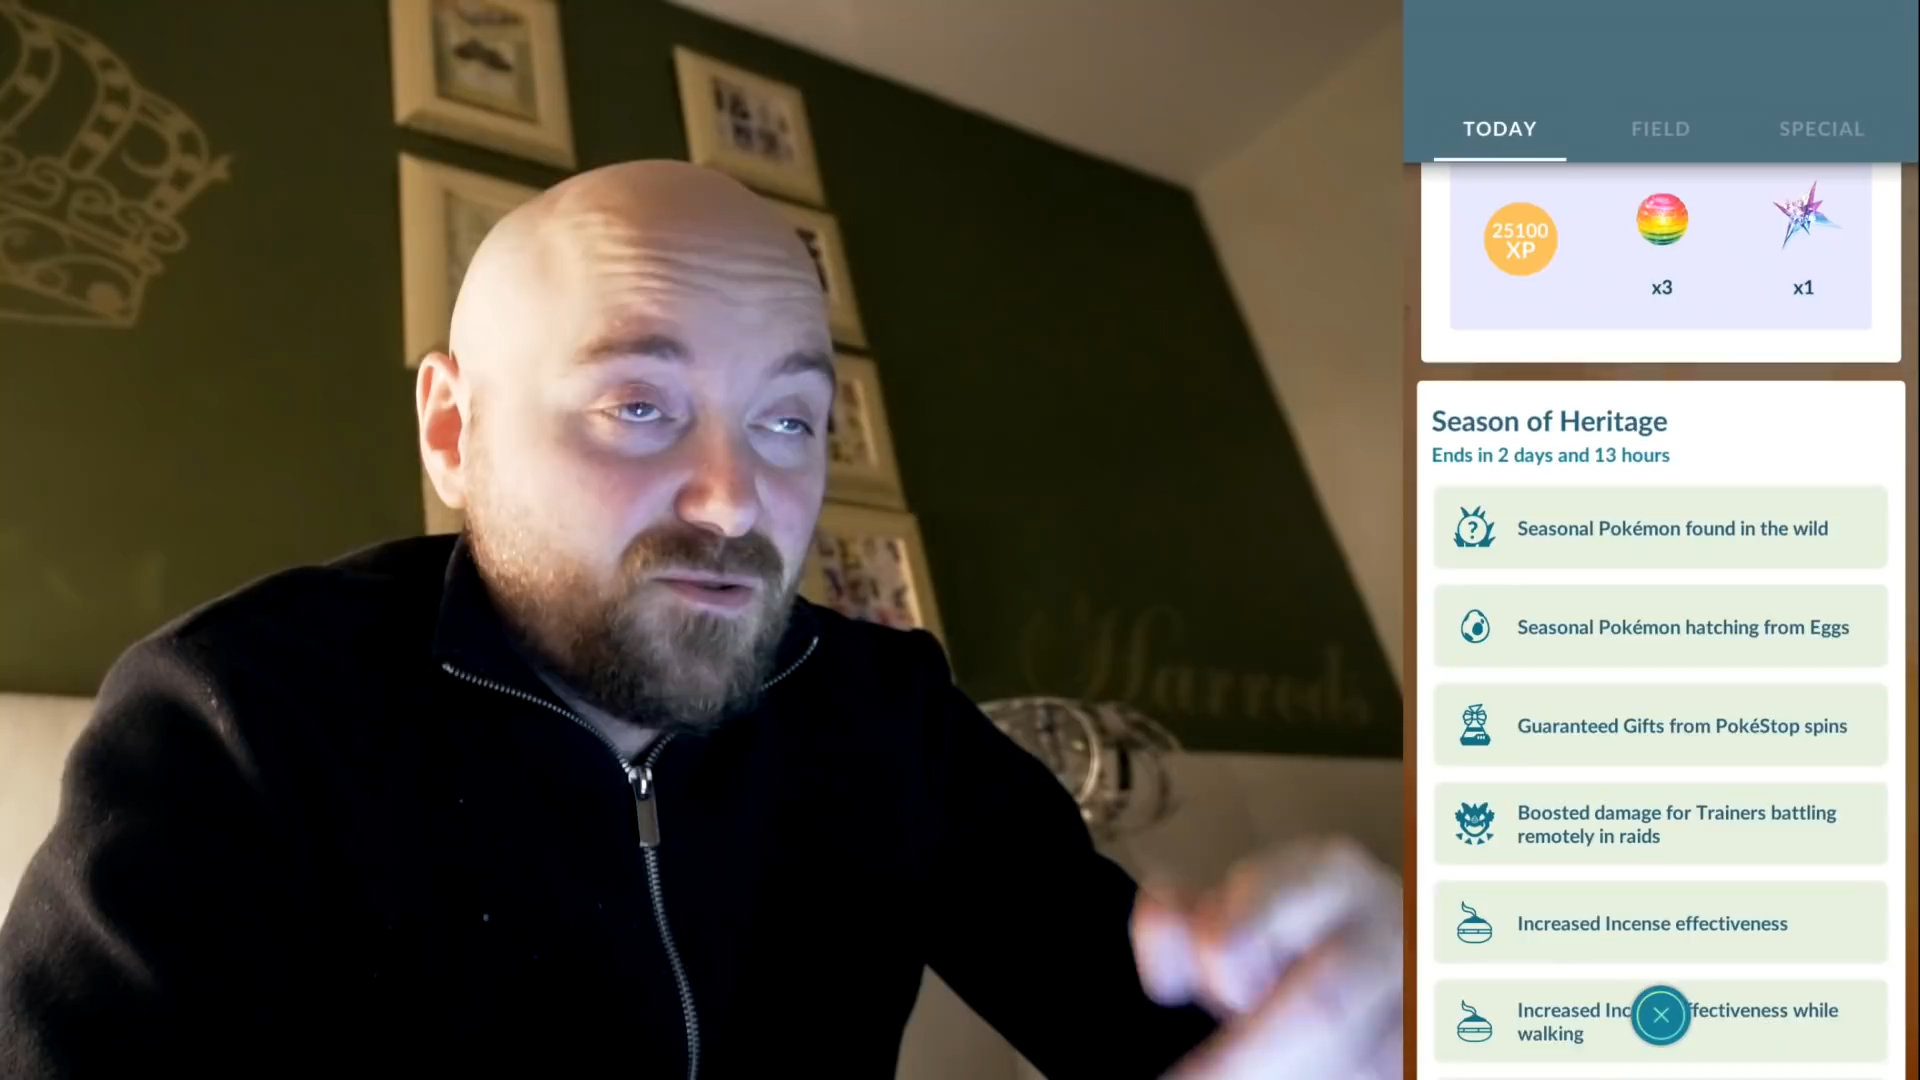 Harrods
TODAY
FIELD
SPECIAL
25100
XP
x3
x1
Season of Heritage
Ends in 2 days and 13 hours
Seasonal Pokémon found in the wild
Seasonal Pokémon hatching from Eggs
Guaranteed Gifts from PokéStop spins
Boosted damage for Trainers battling
remotely in raids
Increased Incense effectiveness
Increased Inc ffectiveness while
walking